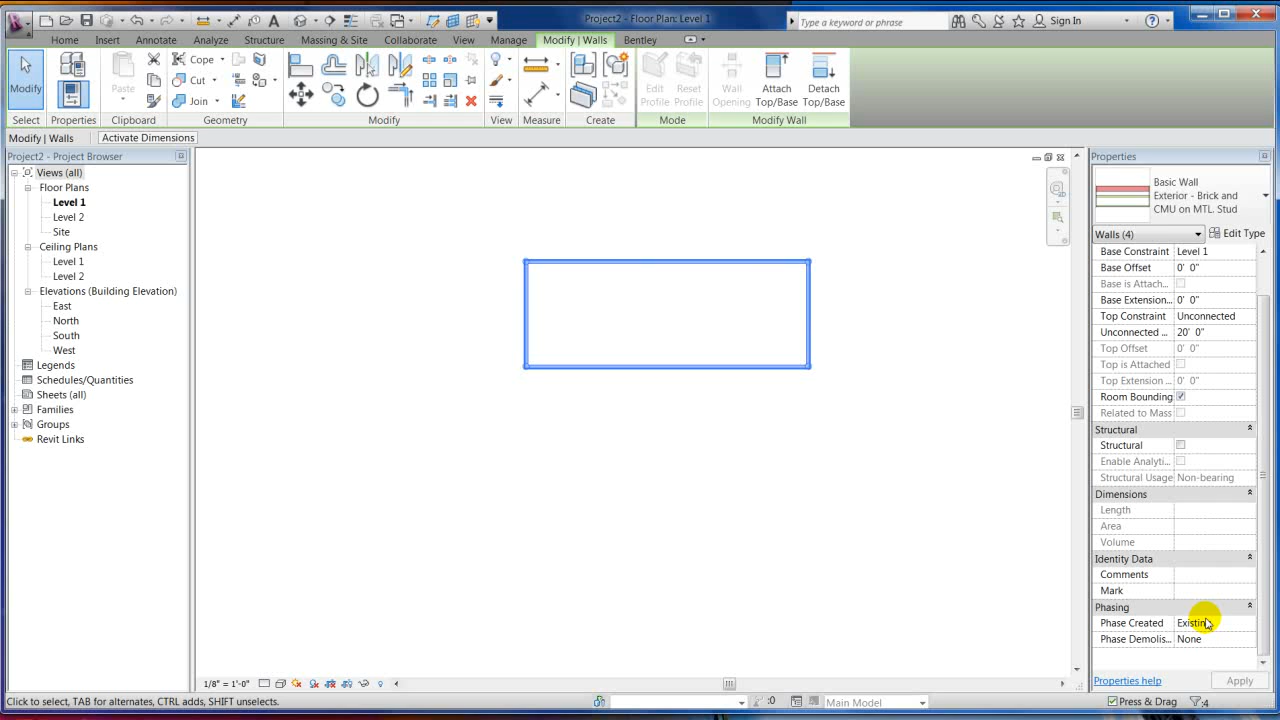 Project2 - Floor Plan: Level 1
Type a keyword or phrase
Sign In
Home Insert Annotate Analyze Structure Massing & Site Collaborate View Manage Modify | Walls Bentley
Modify
Paste
Cope
Cut
Join
Edit Profile
Reset Profile
Wall Opening
Attach Top/Base
Detach Top/Base
Select Properties Clipboard Geometry Modify View Measure Create Mode Modify Wall
Modify | Walls Activate Dimensions
Project2 - Project Browser
Views (all)
Floor Plans
Level 1
Level 2
Site
Ceiling Plans
Level 1
Level 2
Elevations (Building Elevation)
East
North
South
West
Legends
Schedules/Quantities
Sheets (all)
Families
Groups
Revit Links
Properties
Basic Wall
Exterior - Brick and
CMU on MTL. Stud
Walls (4) Edit Type
Base Constraint Level 1
Base Offset 0' 0"
Base is Attach...
Base Extension... 0' 0"
Top Constraint Unconnected
Unconnected ... 20' 0"
Top Offset 0' 0"
Top is Attached
Top Extension ... 0' 0"
Room Bounding
Related to Mass
Structural
Structural
Enable Analyti...
Structural Usage Non-bearing
Dimensions
Length
Area
Volume
Identity Data
Comments
Mark
Phasing
Phase Created Existing
Phase Demolis... None
Properties help Apply
1/8" = 1'-0"
Click to select, TAB for alternates, CTRL adds, SHIFT unselects.
:0
Main Model
Press & Drag
:4